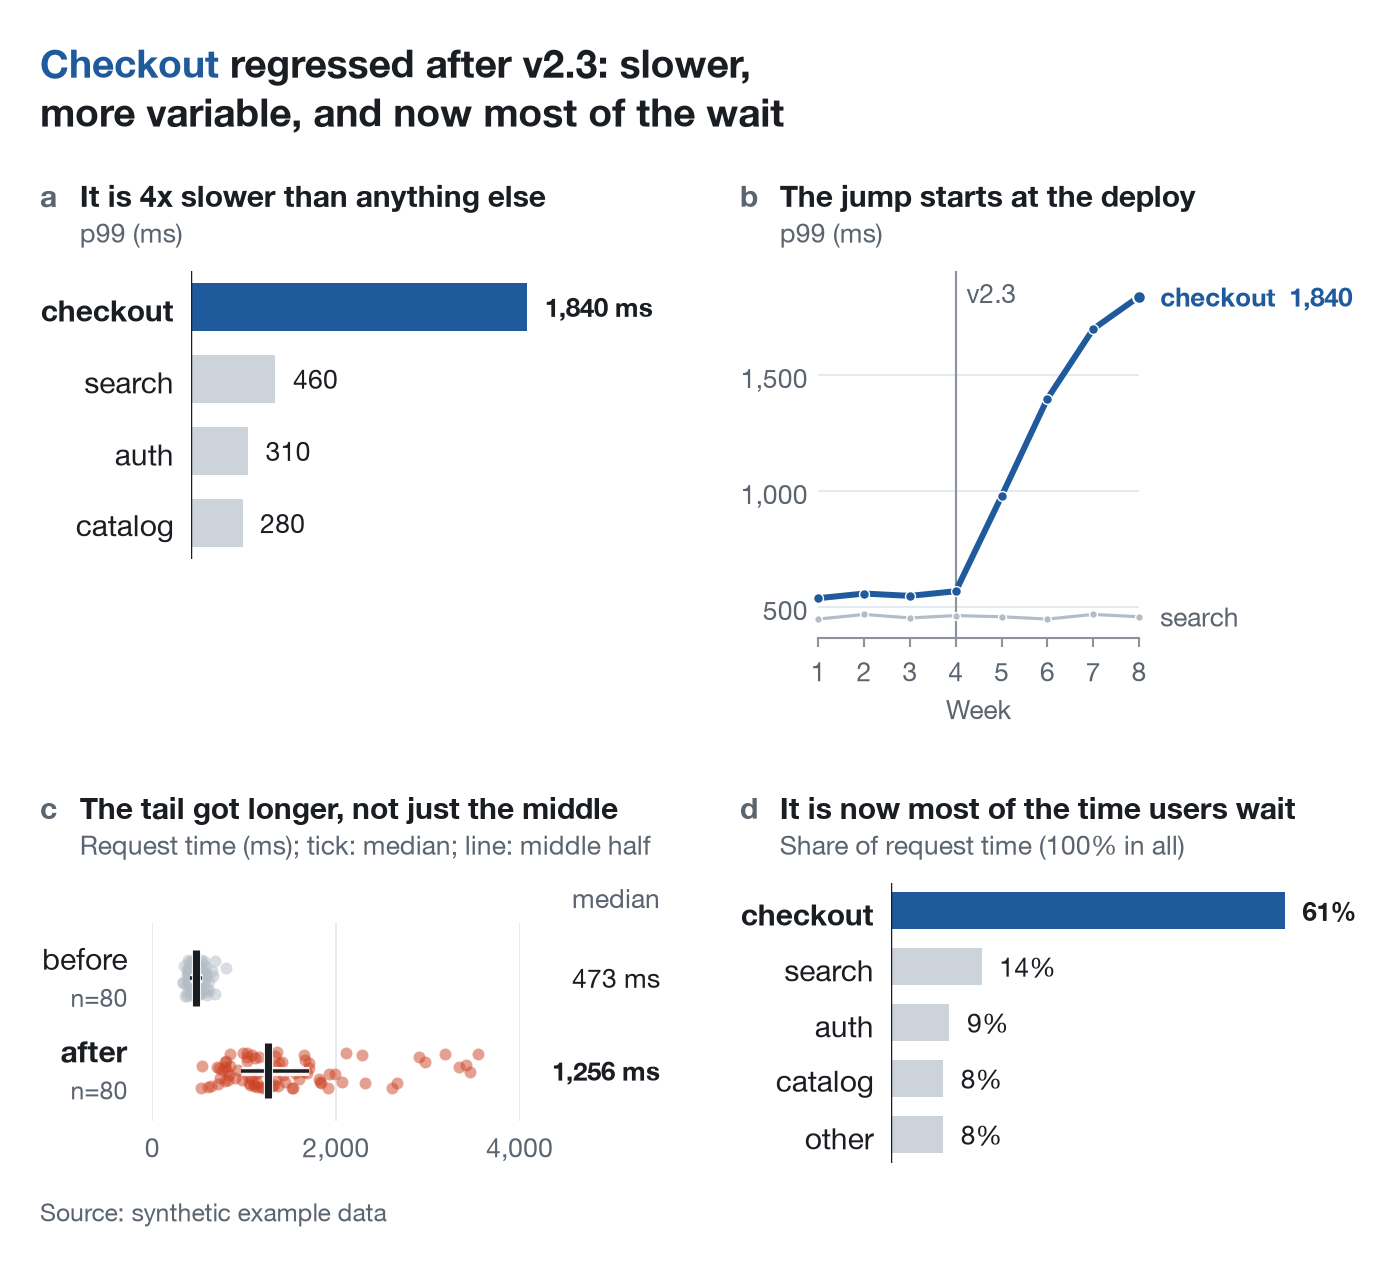 Checkout regressed after v2.3: slower,
more variable, and now most of the wait
a It is 4x slower than anything else
p99 (ms)
checkout 1,840 ms
search 460
auth 310
catalog 280
b The jump starts at the deploy
p99 (ms)
v2.3
checkout 1,840
1,500
1,000
500
search
1 2 3 4 5 6 7 8
Week
c The tail got longer, not just the middle
Request time (ms); tick: median; line: middle half
median
before
n=80
473 ms
after
n=80
1,256 ms
0 2,000 4,000
d It is now most of the time users wait
Share of request time (100% in all)
checkout 61%
search 14%
auth 9%
catalog 8%
other 8%
Source: synthetic example data